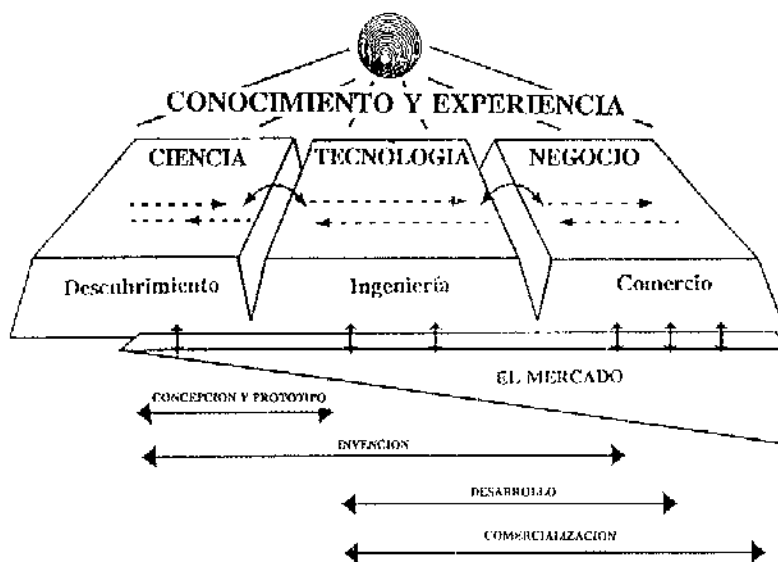 CONOCIMIENTO Y EXPERIENCIA
CIENCIA TECNOLOGIA NEGOCIO
Descubrimiento Ingeniería Comercio
EL MERCADO
CONCEPCION Y PROTOTIPO
INVENCION
DESARROLLO
COMERCIALIZACION